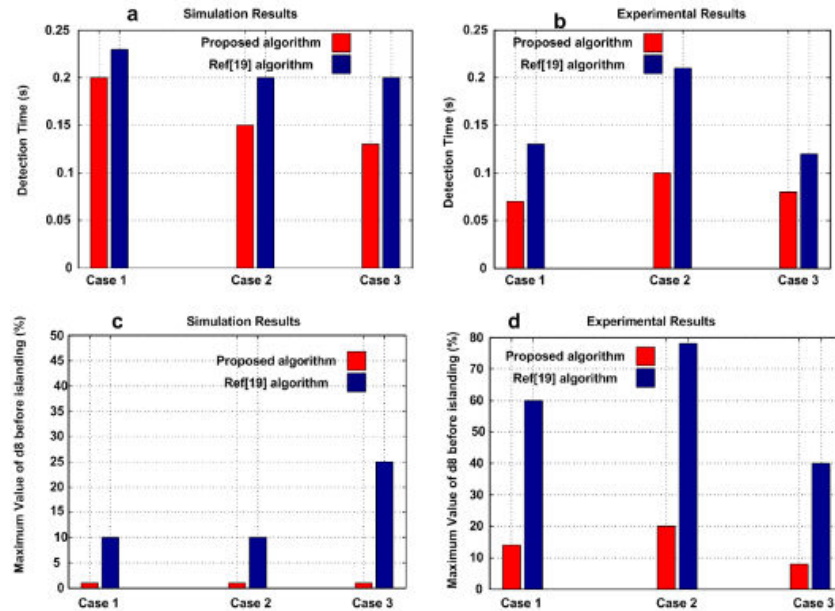 a
Simulation Results
0.25
0.2
0.15
0.1
0.05
0
Detection Time (s)
Proposed algorithm
Ref[19] algorithm
Case 1
Case 2
Case 3
b
Experimental Results
0.25
0.2
0.15
0.1
0.05
0
Detection Time (s)
Proposed algorithm
Ref[19] algorithm
Case 1
Case 2
Case 3
c
Simulation Results
50
45
40
35
30
25
20
15
10
5
0
Maximum Value of d8 before islanding (%)
Proposed algorithm
Ref[19] algorithm
Case 1
Case 2
Case 3
d
Experimental Results
80
70
60
50
40
30
20
10
0
Maximum Value of d8 before islanding (%)
Proposed algorithm
Ref[19] algorithm
Case 1
Case 2
Case 3